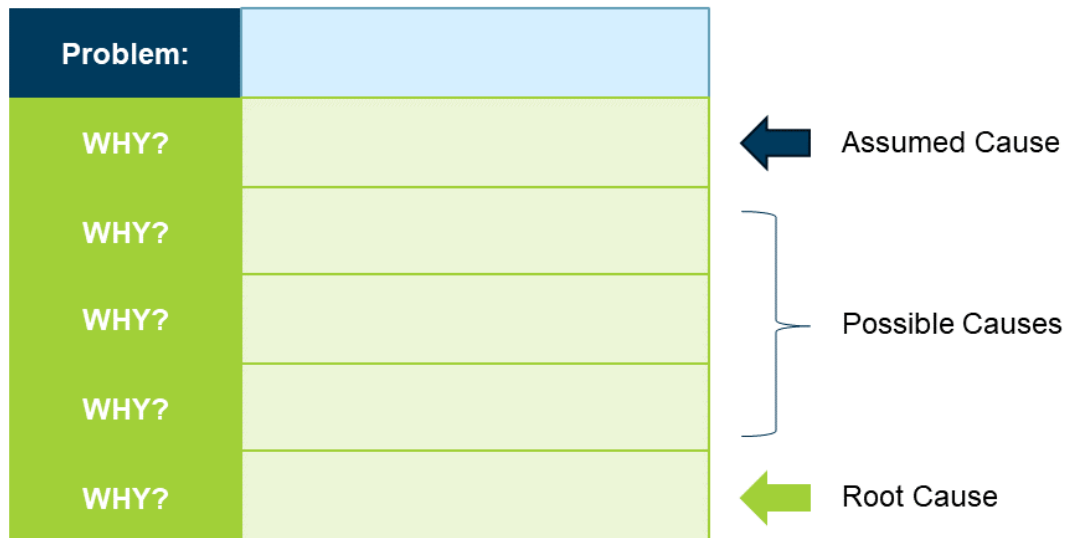 Problem:
WHY?
Assumed Cause
WHY?
WHY?
Possible Causes
WHY?
WHY?
Root Cause